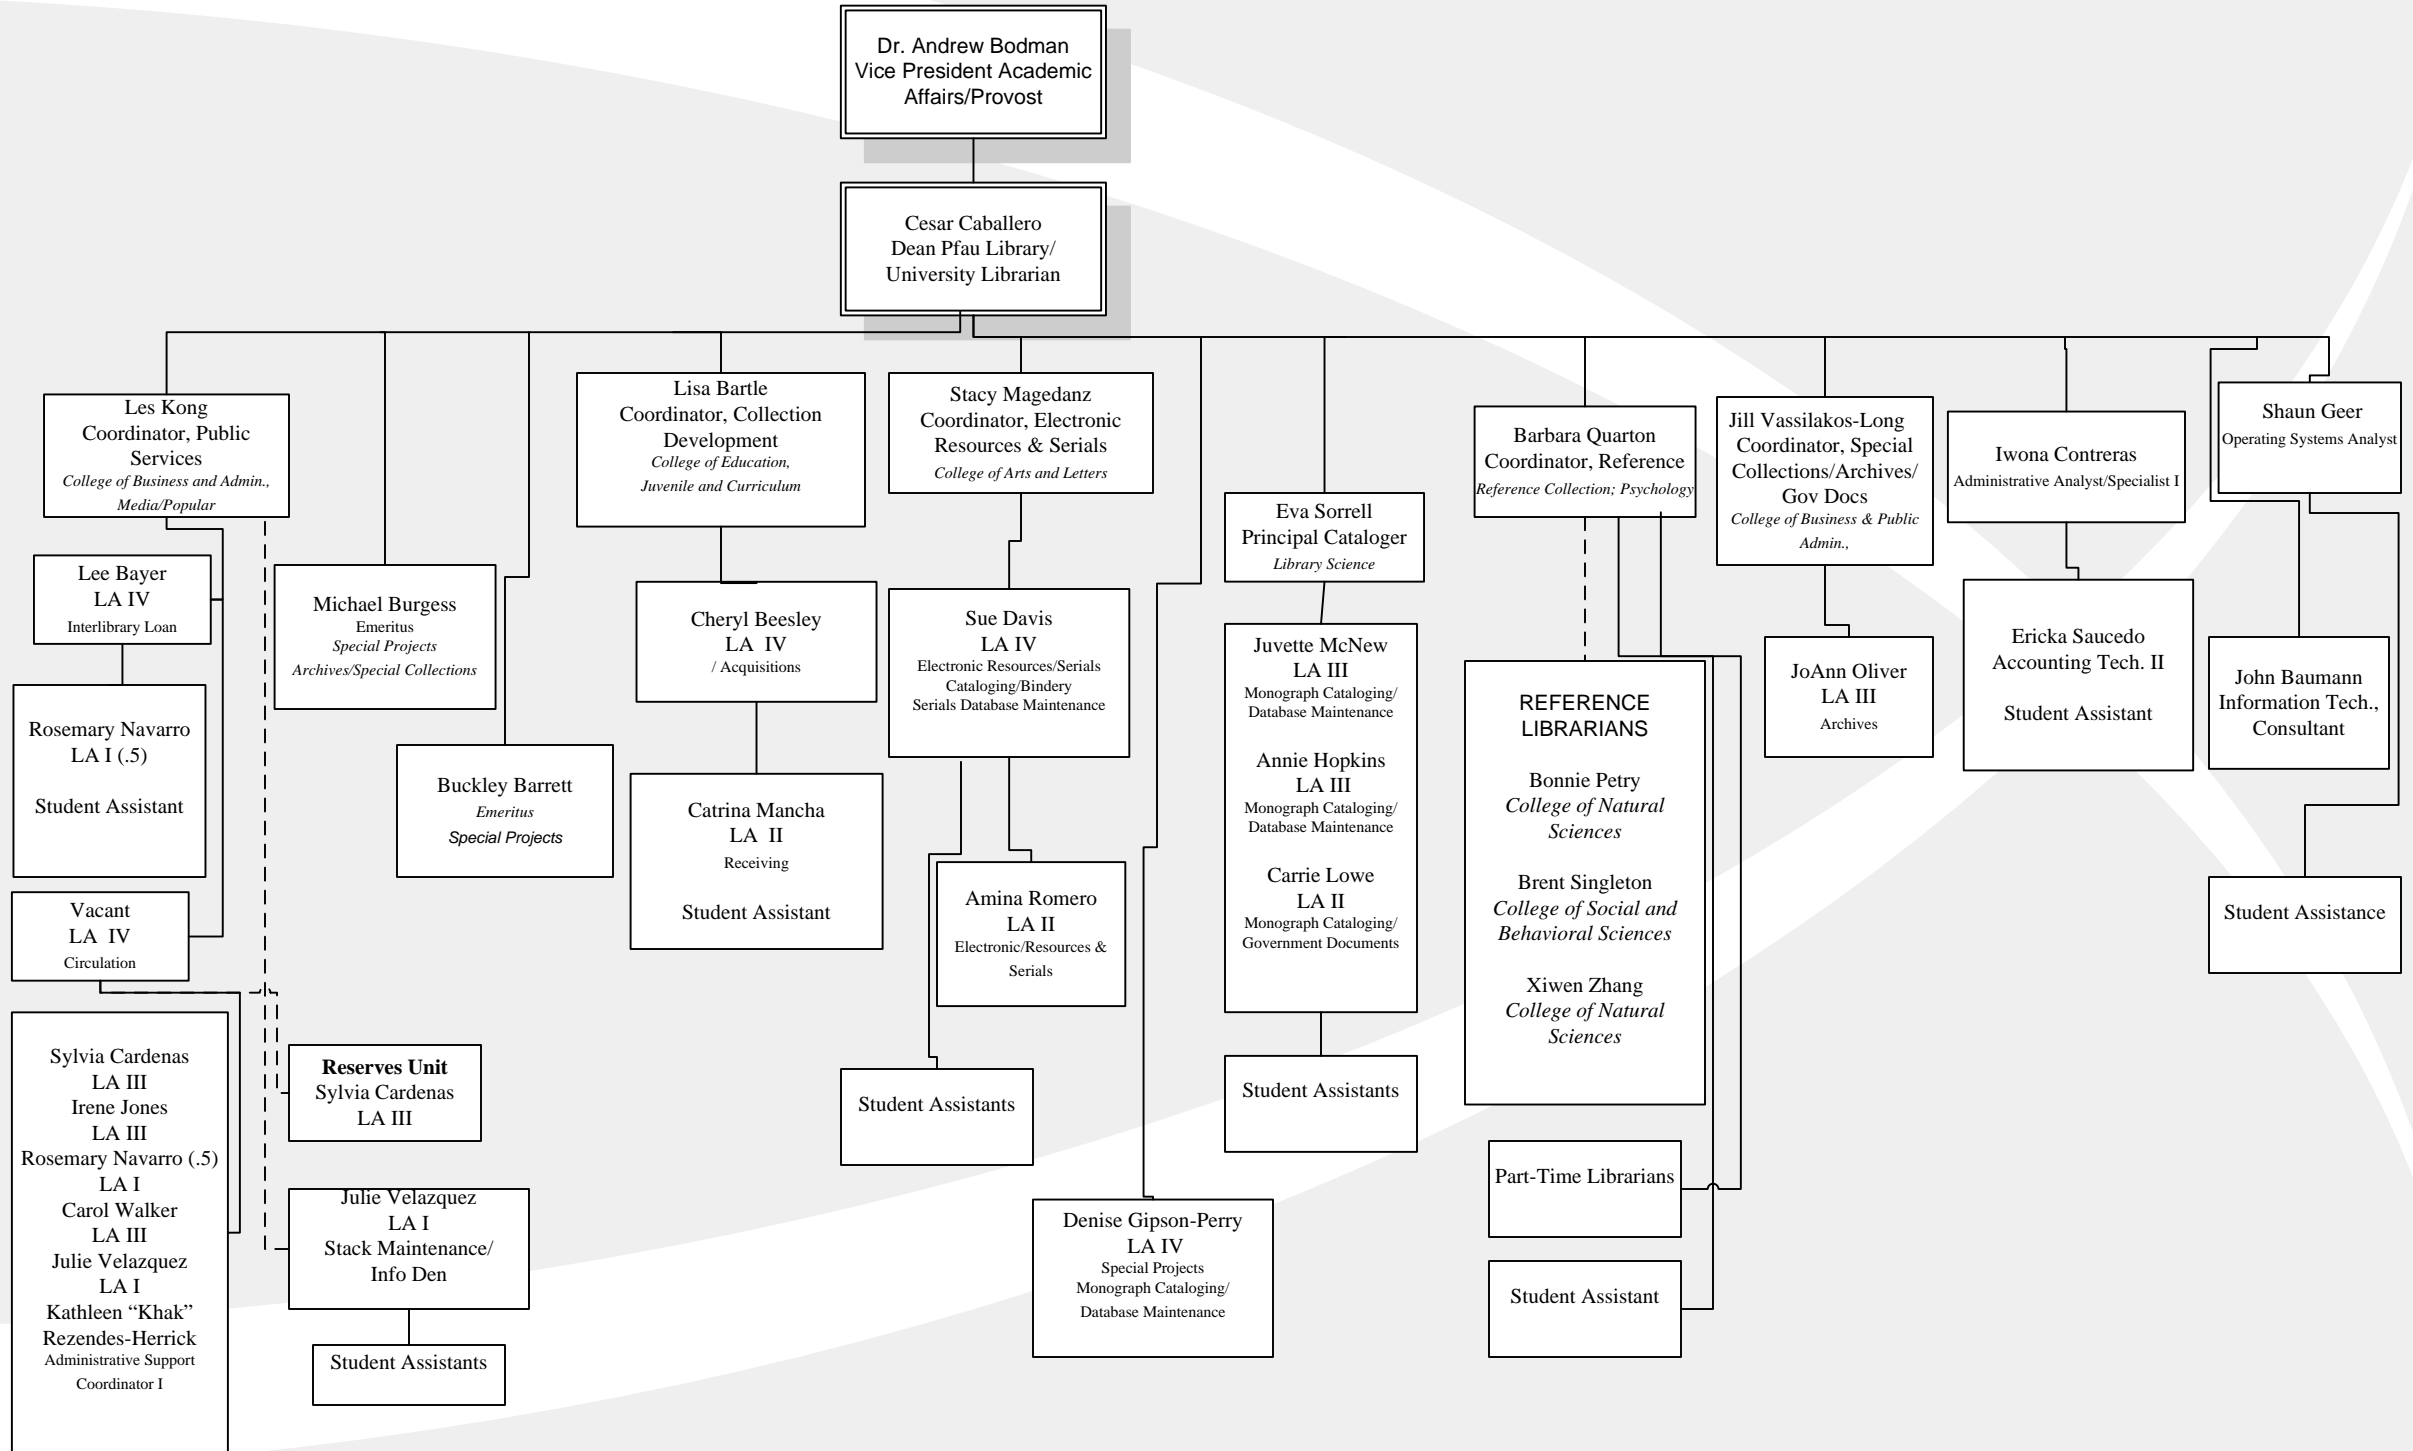 Dr. Andrew Bodman
Vice President Academic
Affairs/Provost
Cesar Caballero
Dean Pfau Library/
University Librarian
Les Kong
Coordinator, Public
Services
College of Business and Admin.,
Media/Popular
Lee Bayer
LA IV
Interlibrary Loan
Rosemary Navarro
LA I (.5)
Student Assistant
Vacant
LA IV
Circulation
Sylvia Cardenas
LA III
Irene Jones
LA III
Rosemary Navarro (.5)
LA I
Carol Walker
LA III
Julie Velazquez
LA I
Kathleen “Khak”
Rezendes-Herrick
Administrative Support
Coordinator I
Reserves Unit
Sylvia Cardenas
LA III
Julie Velazquez
LA I
Stack Maintenance/
Info Den
Student Assistants
Michael Burgess
Emeritus
Special Projects
Archives/Special Collections
Buckley Barrett
Emeritus
Special Projects
Lisa Bartle
Coordinator, Collection
Development
College of Education,
Juvenile and Curriculum
Cheryl Beesley
LA IV
/ Acquisitions
Catrina Mancha
LA II
Receiving
Student Assistant
Stacy Magedanz
Coordinator, Electronic
Resources & Serials
College of Arts and Letters
Sue Davis
LA IV
Electronic Resources/Serials
Cataloging/Bindery
Serials Database Maintenance
Amina Romero
LA II
Electronic/Resources &
Serials
Student Assistants
Denise Gipson-Perry
LA IV
Special Projects
Monograph Cataloging/
Database Maintenance
Eva Sorrell
Principal Cataloger
Library Science
Juvette McNew
LA III
Monograph Cataloging/
Database Maintenance
Annie Hopkins
LA III
Monograph Cataloging/
Database Maintenance
Carrie Lowe
LA II
Monograph Cataloging/
Government Documents
Student Assistants
Barbara Quarton
Coordinator, Reference
Reference Collection; Psychology
REFERENCE
LIBRARIANS
Bonnie Petry
College of Natural
Sciences
Brent Singleton
College of Social and
Behavioral Sciences
Xiwen Zhang
College of Natural
Sciences
Part-Time Librarians
Student Assistant
Jill Vassilakos-Long
Coordinator, Special
Collections/Archives/
Gov Docs
College of Business & Public
Admin.,
JoAnn Oliver
LA III
Archives
Iwona Contreras
Administrative Analyst/Specialist I
Ericka Saucedo
Accounting Tech. II
Student Assistant
Shaun Geer
Operating Systems Analyst
John Baumann
Information Tech.,
Consultant
Student Assistance